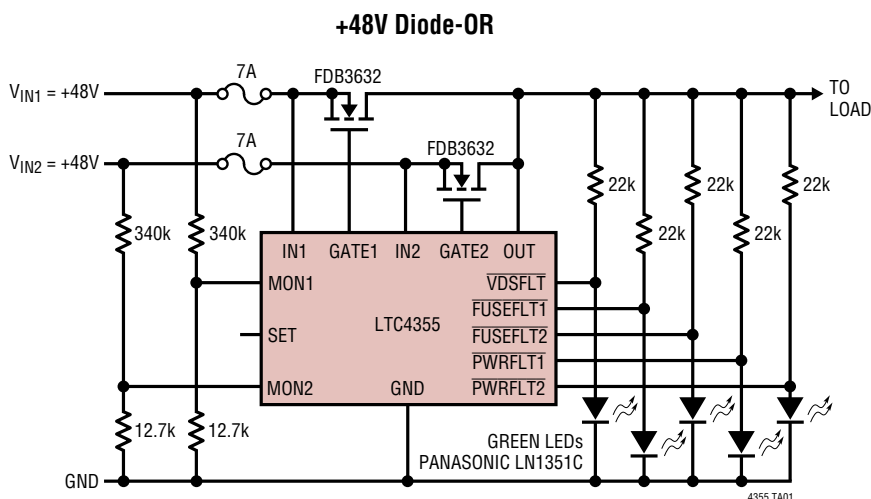 +48V Diode-OR
7A
FDB3632
VIN1 = +48V
TO
LOAD
7A
FDB3632
VIN2 = +48V
22k
22k
22k
340k
340k
22k
22k
IN1
GATE1
IN2
GATE2
OUT
MON1
VDSFLT
FUSEFLT1
LTC4355
SET
FUSEFLT2
PWRFLT1
MON2
GND
PWRFLT2
12.7k
12.7k
GREEN LEDs
PANASONIC LN1351C
GND
4355 TA01